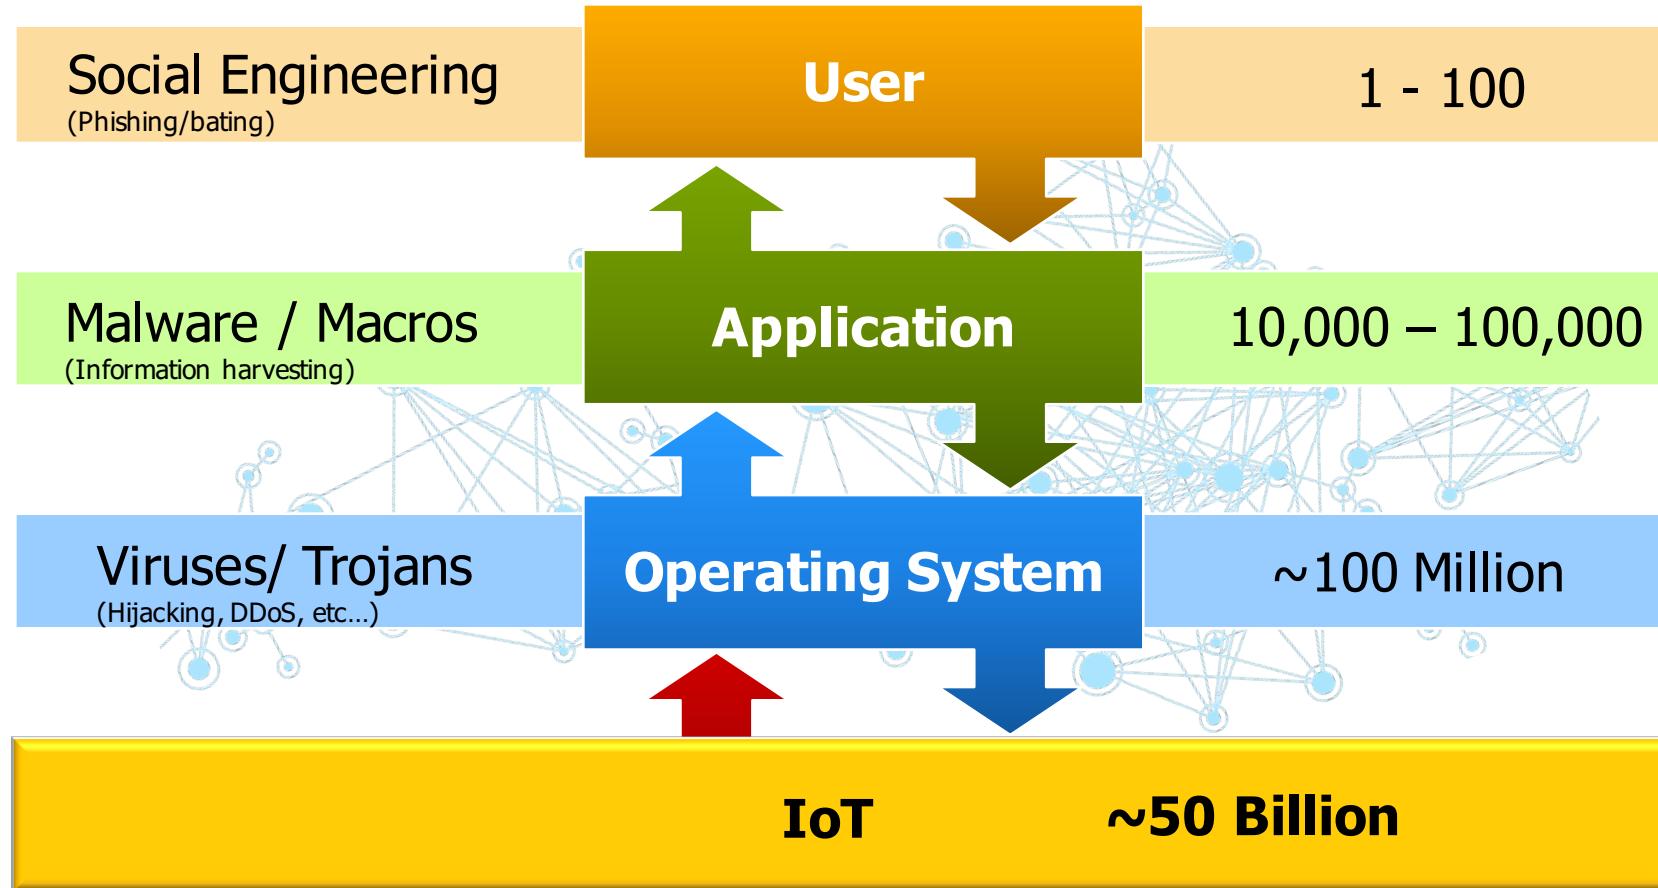 Social Engineering
(Phishing/bating)
User
1 - 100
Malware / Macros
(Information harvesting)
Application
10,000 – 100,000
Viruses/ Trojans
(Hijacking, DDoS, etc...)
Operating System
~100 Million
IoT
~50 Billion